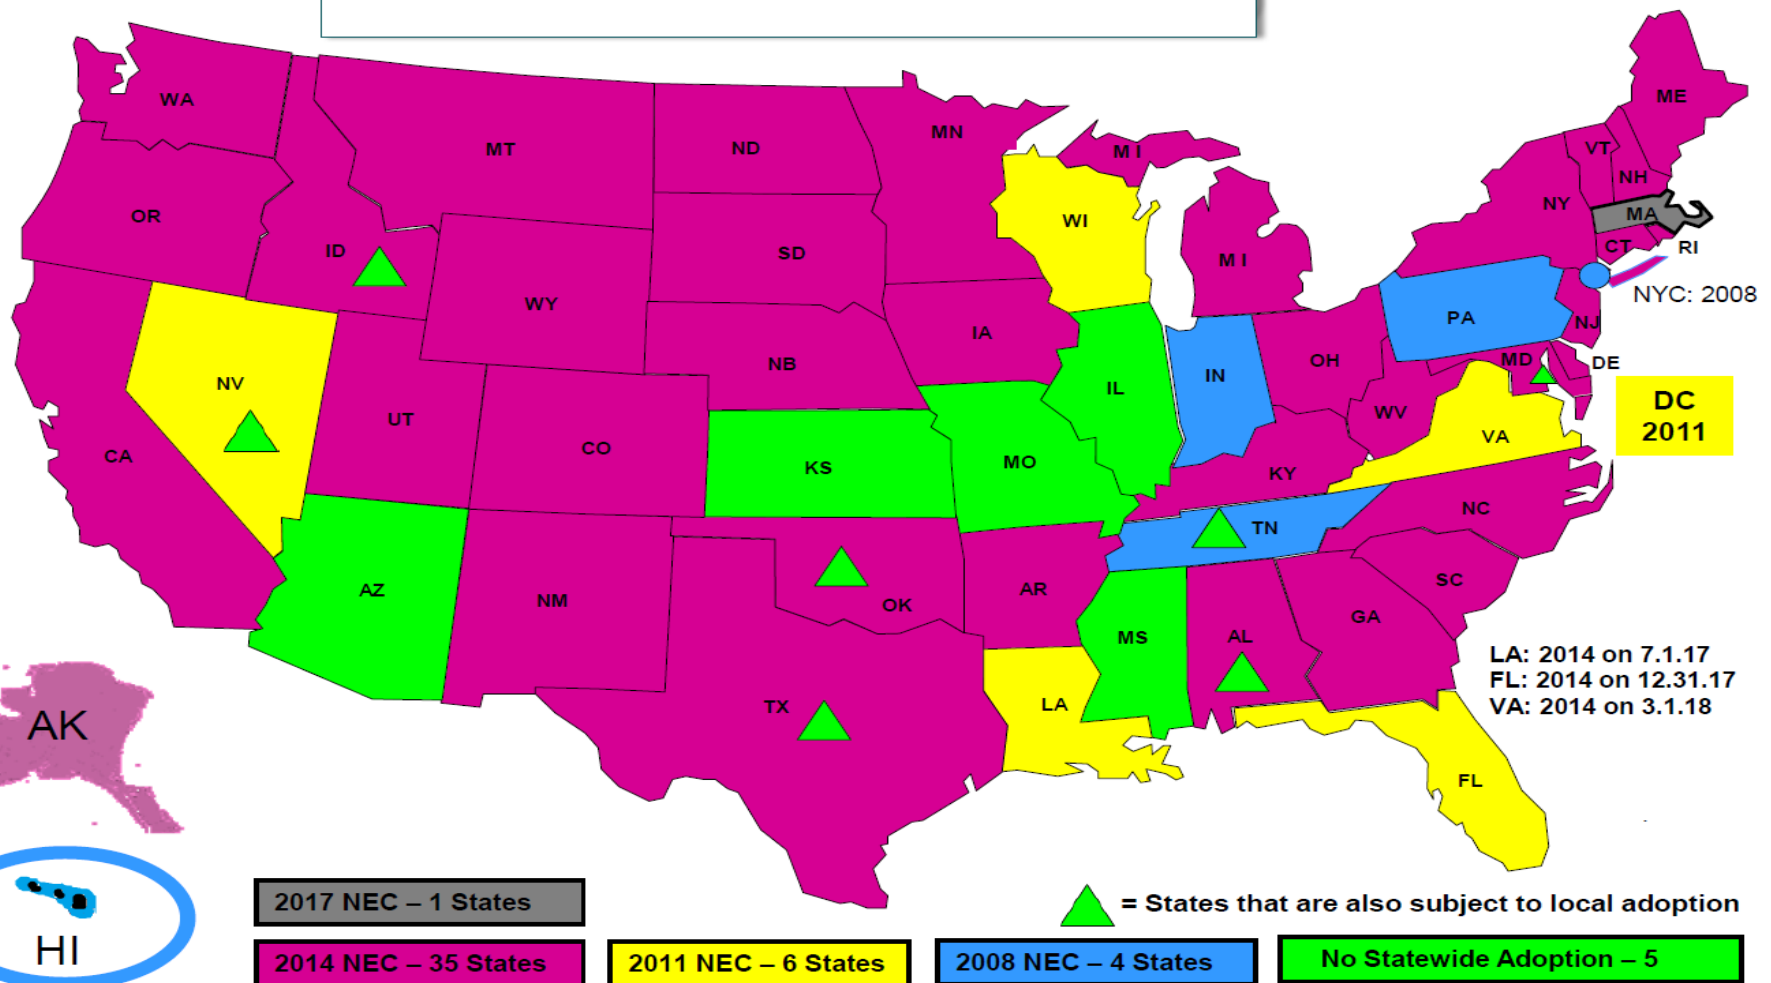 WA
MT
ND
MN
M I
ME
VT
NH
OR
ID
SD
WI
NY
MA
CT
RI
M I
WY
NYC: 2008
IA
PA
NJ
NB
OH
MD
DE
NV
UT
IL
IN
WV
DC
2011
CA
CO
KS
MO
KY
VA
NC
TN
AZ
NM
OK
AR
SC
GA
MS
AL
LA: 2014 on 7.1.17
FL: 2014 on 12.31.17
VA: 2014 on 3.1.18
TX
LA
AK
FL
HI
2017 NEC – 1 States
= States that are also subject to local adoption
2014 NEC – 35 States
2011 NEC – 6 States
2008 NEC – 4 States
No Statewide Adoption – 5